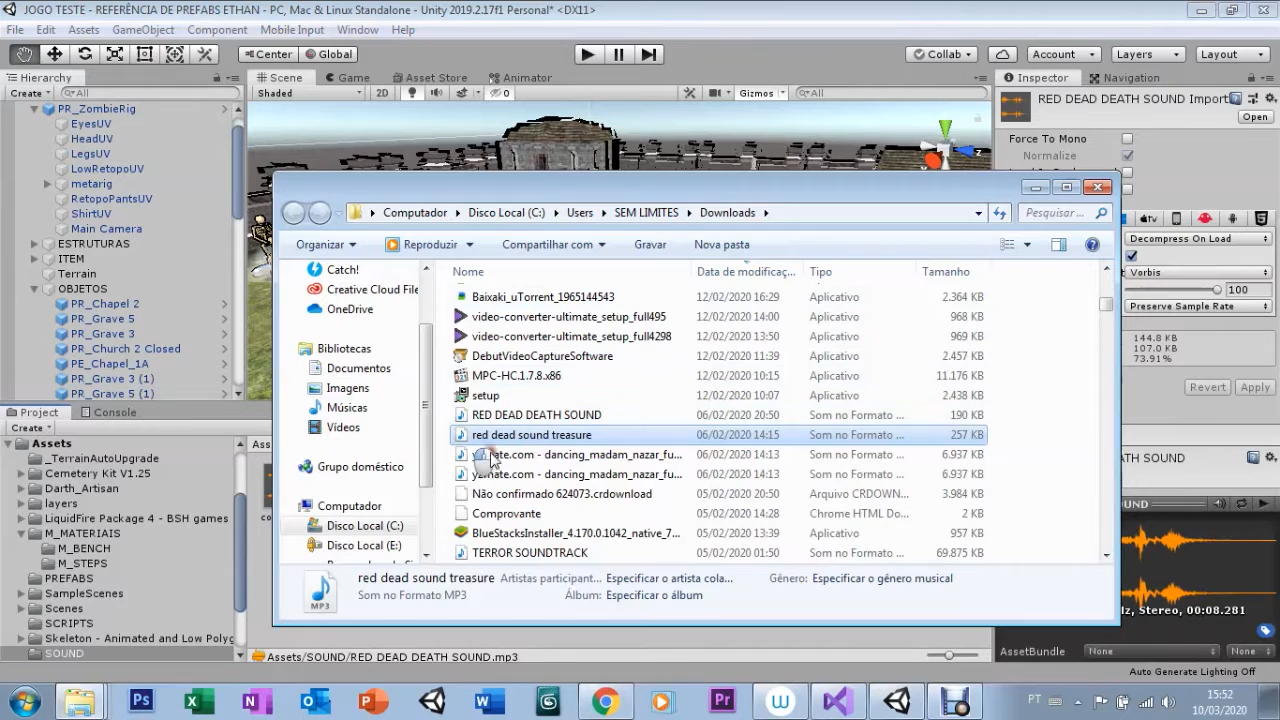 JOGO TESTE - REFERÊNCIA DE PREFABS ETHAN - PC, Mac & Linux Standalone - Unity 2019.2.17f1 Personal* <DX11>
File Edit Assets GameObject Component Mobile Input Window Help
Center Global Collab Account Layers Layout
Hierarchy Scene Game Asset Store Animator Inspector Navigation
Create All Shaded 2D 0 Gizmos All
RED DEAD DEATH SOUND Import
Open
PR_ZombieRig
EyesUV
HeadUV
LegsUV
LowRetopoUV
metarig
RetopoPantsUV
ShirtUV
Main Camera
ESTRUTURAS
ITEM
Terrain
OBJETOS
PR_Chapel 2
PR_Grave 5
PR_Grave 3
PR_Church 2 Closed
PE_Chapel_1A
PR_Grave 3 (1)
PR_Grave 5 (1)
Force To Mono
Normalize
Decompress On Load
Vorbis
100
Preserve Sample Rate
144.8 KB
107.0 KB
73.91%
Revert Apply
Computador Disco Local (C:) Users SEM LIMITES Downloads Pesquisar...
Organizar Reproduzir Compartilhar com Gravar Nova pasta
Catch!
Creative Cloud File
OneDrive
Bibliotecas
Documentos
Imagens
Músicas
Vídeos
Grupo doméstico
Computador
Disco Local (C:)
Disco Local (E:)
Nome Data de modificaç... Tipo Tamanho
Baixaki_uTorrent_1965144543 12/02/2020 16:29 Aplicativo 2.364 KB
video-converter-ultimate_setup_full495 12/02/2020 14:00 Aplicativo 968 KB
video-converter-ultimate_setup_full4298 12/02/2020 13:50 Aplicativo 969 KB
DebutVideoCaptureSoftware 12/02/2020 11:39 Aplicativo 2.457 KB
MPC-HC.1.7.8.x86 12/02/2020 10:15 Aplicativo 11.176 KB
setup 12/02/2020 10:07 Aplicativo 2.438 KB
RED DEAD DEATH SOUND 06/02/2020 20:50 Som no Formato ... 190 KB
red dead sound treasure 06/02/2020 14:15 Som no Formato ... 257 KB
- dancing_madam_nazar_fu... 06/02/2020 14:13 Som no Formato ... 6.937 KB
- dancing_madam_nazar_fu... 06/02/2020 14:13 Som no Formato ... 6.937 KB
Não confirmado 624073.crdownload 05/02/2020 20:50 Arquivo CRDOWN... 3.984 KB
Comprovante 05/02/2020 14:28 Chrome HTML Do...
BlueStacksInstaller_4.170.0.1042_native_7... 05/02/2020 13:39 Aplicativo 957 KB
TERROR SOUNDTRACK 05/02/2020 01:50 Som no Formato ... 69.875 KB
red dead sound treasure Artistas participant... Especificar o artista cola... Gênero: Especificar o gênero musical
Som no Formato MP3 Álbum: Especificar o álbum
MP3
Project Console
Create
Assets
_TerrainAutoUpgrade
Cemetery Kit V1.25
Darth_Artisan
layers
LiquidFire Package 4 - BSH games
M_MATERIAIS
M_BENCH
M_STEPS
PREFABS
SampleScenes
Scenes
SCRIPTS
Skeleton - Animated and Low Polyg
SOUND
Assets/SOUND/RED DEAD DEATH SOUND.mp3
Hz, Stereo, 00:08.281
AssetBundle None None
Auto Generate Lighting Off
PT 15:52
10/03/2020